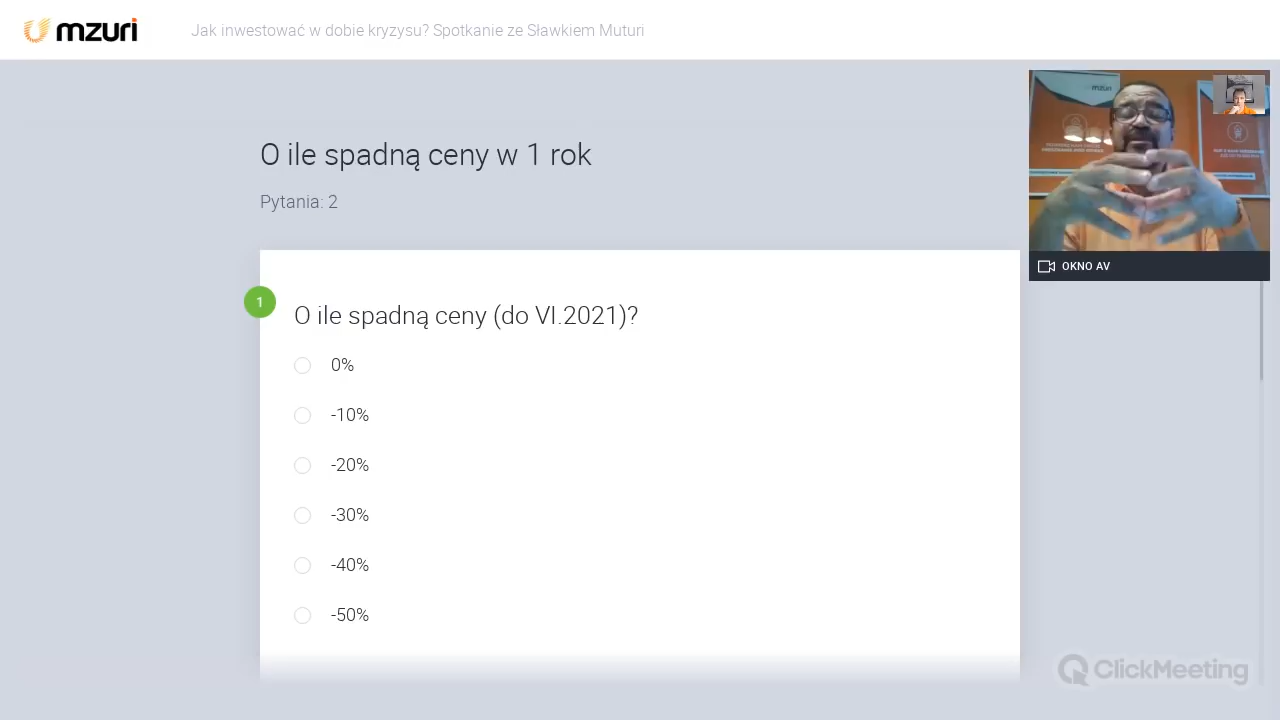 mzuri
Jak inwestować w dobie kryzysu? Spotkanie ze Sławkiem Muturi
O ile spadną ceny w 1 rok
Pytania: 2
mzuri
OKNO AV
1
O ile spadną ceny (do VI.2021)?
0%
-10%
-20%
-30%
-40%
-50%
ClickMeeting